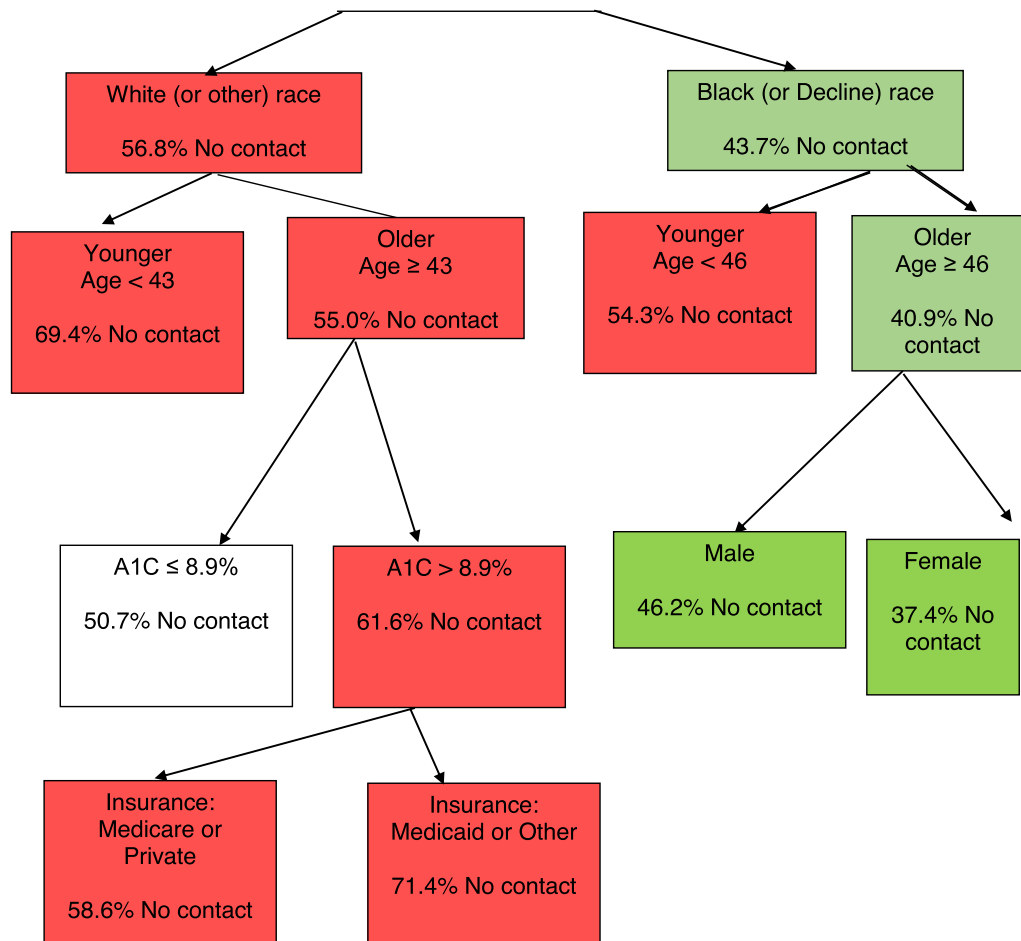 White (or other) race
56.8% No contact
Black (or Decline) race
43.7% No contact
Younger
Age < 43
69.4% No contact
Older
Age ≥ 43
55.0% No contact
Younger
Age < 46
54.3% No contact
Older
Age ≥ 46
40.9% No
contact
A1C ≤ 8.9%
50.7% No contact
A1C > 8.9%
61.6% No contact
Male
46.2% No contact
Female
37.4% No
contact
Insurance:
Medicare or
Private
58.6% No contact
Insurance:
Medicaid or Other
71.4% No contact